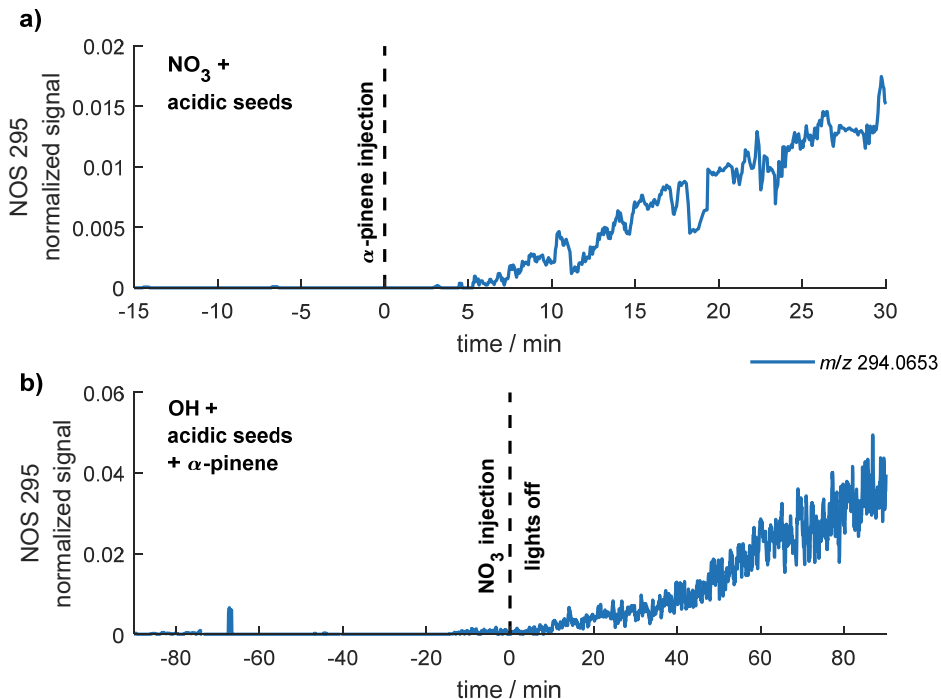 a)
NOS 295
normalized signal
0.02
0.015
0.01
0.005
0
NO3 +
acidic seeds
α-pinene injection
-15 -10 -5 0 5 10 15 20 25 30
time / min
m/z 294.0653
b)
NOS 295
normalized signal
0.06
0.04
0.02
0
OH +
acidic seeds
+ α-pinene
NO3 injection
lights off
-80 -60 -40 -20 0 20 40 60 80
time / min